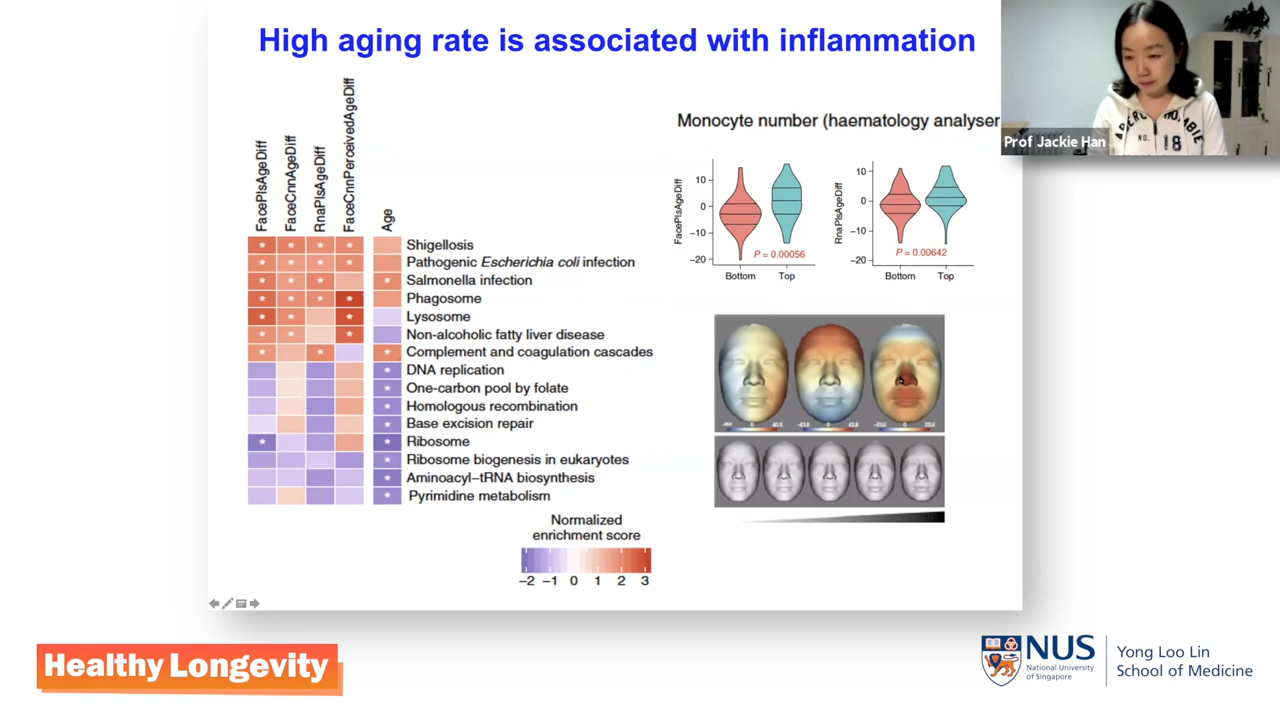 High aging rate is associated with inflammation
Prof Jackie Han
FacePlsAgeDiff
FaceCnnAgeDiff
RnaPlsAgeDiff
FaceCnnPerceivedAgeDiff
Age
Shigellosis
Pathogenic Escherichia coli infection
Salmonella infection
Phagosome
Lysosome
Non-alcoholic fatty liver disease
Complement and coagulation cascades
DNA replication
One-carbon pool by folate
Homologous recombination
Base excision repair
Ribosome
Ribosome biogenesis in eukaryotes
Aminoacyl–tRNA biosynthesis
Pyrimidine metabolism
Normalized
enrichment score
−2 −1 0 1 2 3
Monocyte number (haematology analyser
FacePlsAgeDiff
10
0
−10
−20
P = 0.00056
Bottom Top
RnaPlsAgeDiff
10
0
−10
−20
P = 0.00642
Bottom Top
Healthy Longevity
NUS
National University
of Singapore
Yong Loo Lin
School of Medicine